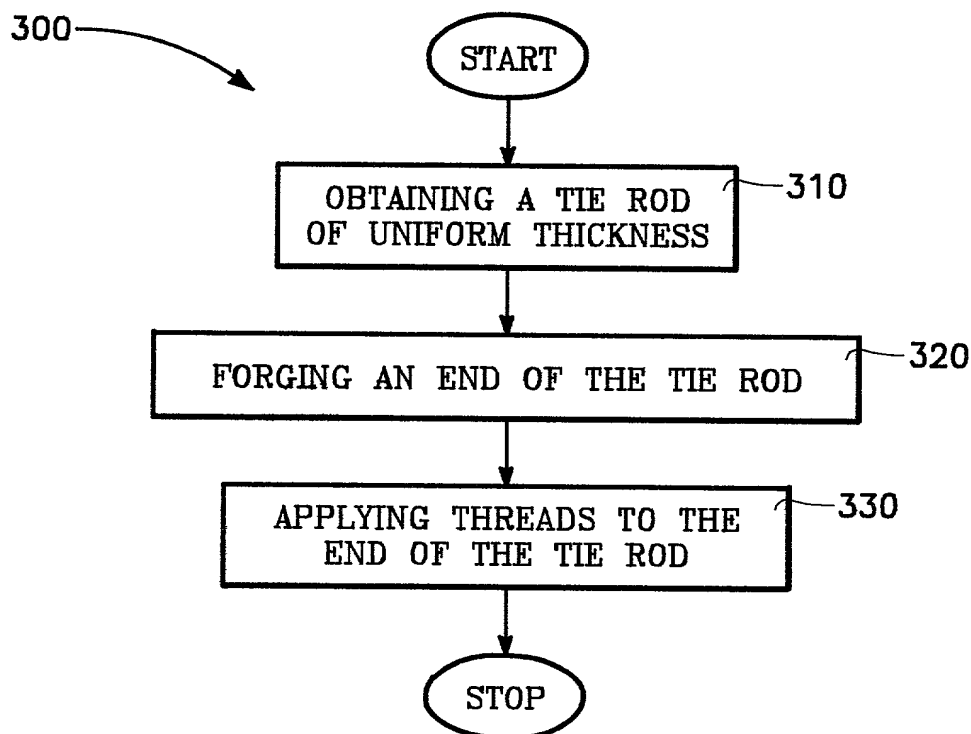 300
START
310
OBTAINING A TIE ROD
OF UNIFORM THICKNESS
320
FORGING AN END OF THE TIE ROD
330
APPLYING THREADS TO THE
END OF THE TIE ROD
STOP